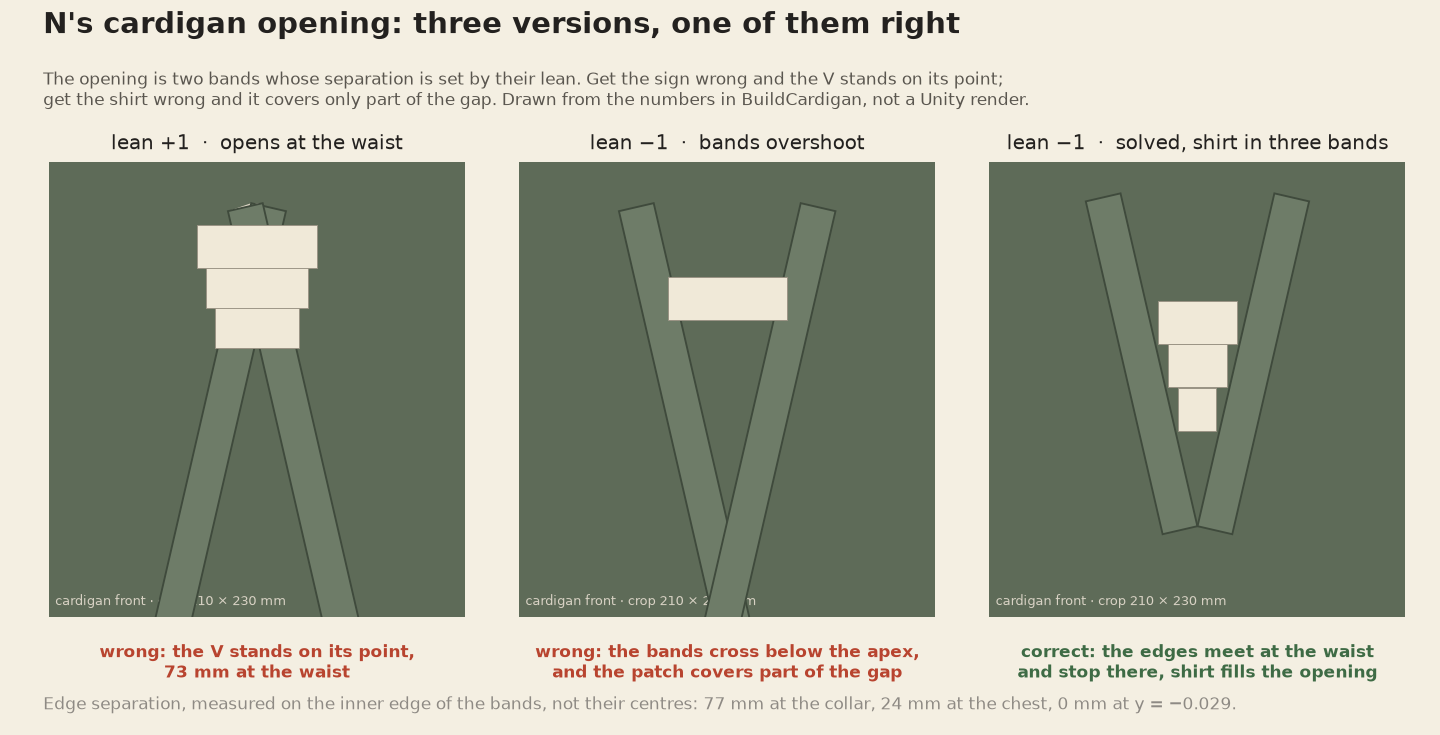 N's cardigan opening: three versions, one of them right
The opening is two bands whose separation is set by their lean. Get the sign wrong and the V stands on its point;
get the shirt wrong and it covers only part of the gap. Drawn from the numbers in BuildCardigan, not a Unity render.
lean +1 · opens at the waist
lean −1 · bands overshoot
lean −1 · solved, shirt in three bands
cardigan front · 10 × 230 mm
cardigan front · crop 210 × 2 m
cardigan front · crop 210 × 230 mm
wrong: the V stands on its point,
73 mm at the waist
wrong: the bands cross below the apex,
and the patch covers part of the gap
correct: the edges meet at the waist
and stop there, shirt fills the opening
Edge separation, measured on the inner edge of the bands, not their centres: 77 mm at the collar, 24 mm at the chest, 0 mm at y = −0.029.